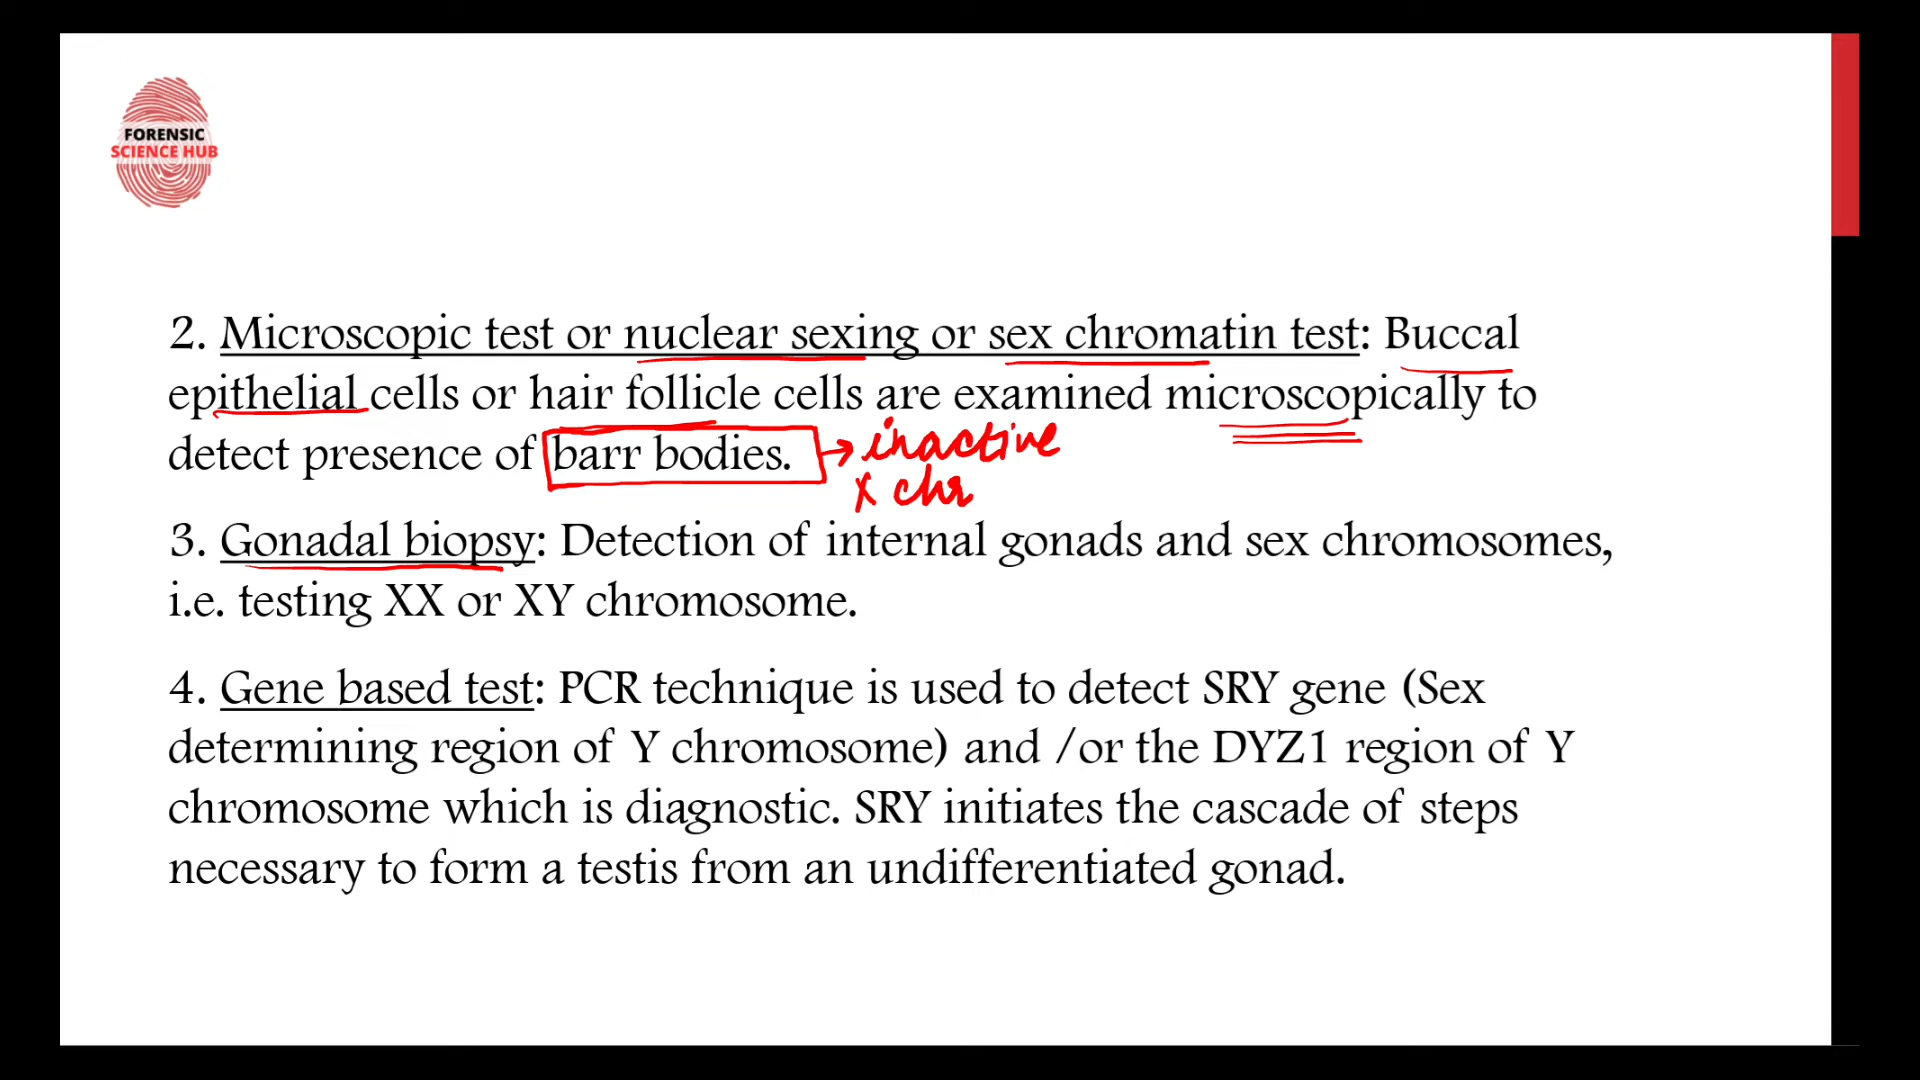 FORENSIC
SCIENCE HUB
2. Microscopic test or nuclear sexing or sex chromatin test: Buccal
epithelial cells or hair follicle cells are examined microscopically to
detect presence of barr bodies. → inactive
X chr
3. Gonadal biopsy: Detection of internal gonads and sex chromosomes,
i.e. testing XX or XY chromosome.
4. Gene based test: PCR technique is used to detect SRY gene (Sex
determining region of Y chromosome) and /or the DYZ1 region of Y
chromosome which is diagnostic. SRY initiates the cascade of steps
necessary to form a testis from an undifferentiated gonad.